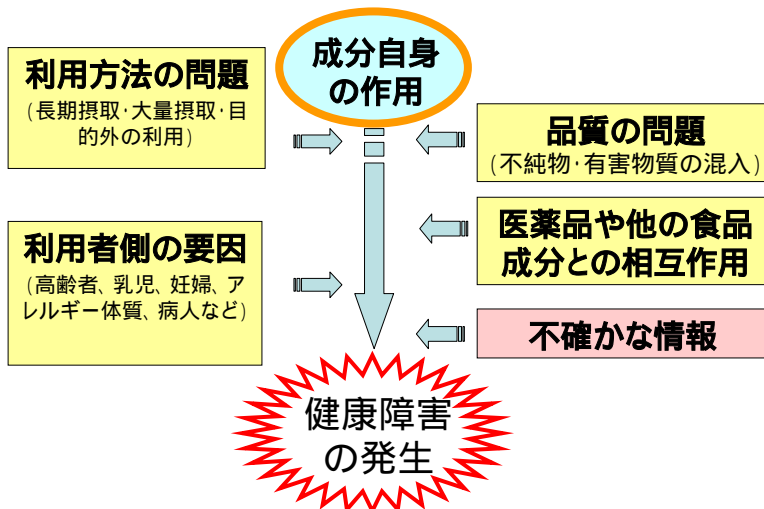 成分自身
の作用
利用方法の問題
(長期摂取･大量摂取･目
的外の利用)
品質の問題
(不純物･有害物質の混入)
医薬品や他の食品
成分との相互作用
利用者側の要因
(高齢者、乳児、妊婦、ア
レルギー体質、病人など)
不確かな情報
健康障害
の発生